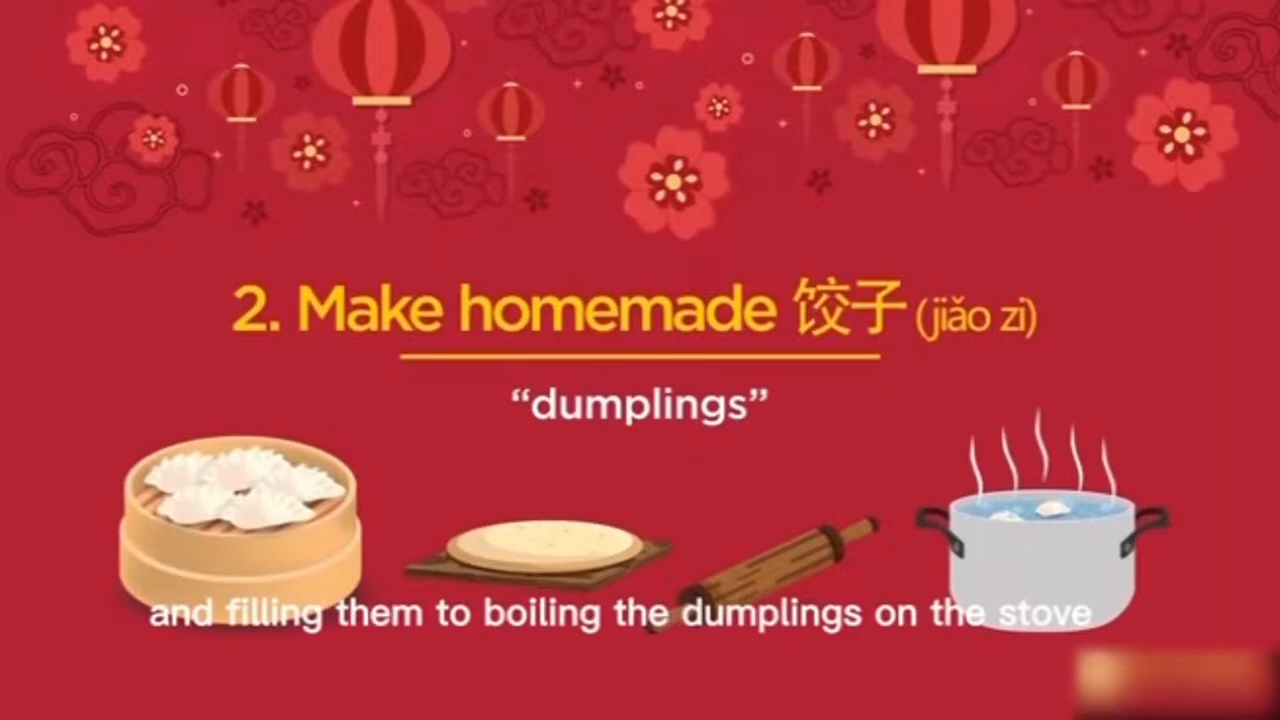 2. Make homemade 饺子 (jiǎo zi)
“dumplings”
and filling them to boiling the dumplings on the stove